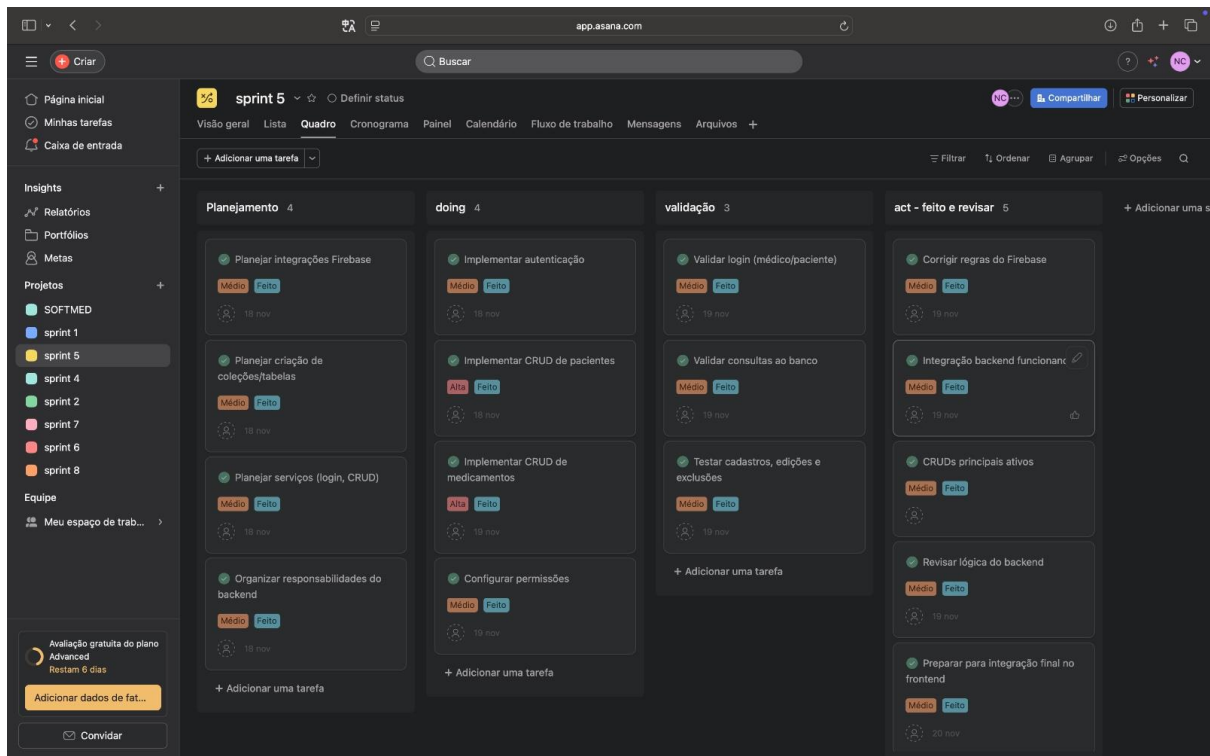 app.asana.com
Criar
Buscar
?
NC
Página inicial
Minhas tarefas
Caixa de entrada
Insights
Relatórios
Portfólios
Metas
Projetos
SOFTMED
sprint 1
sprint 5
sprint 4
sprint 2
sprint 7
sprint 6
sprint 8
Equipe
Meu espaço de trab...
Avaliação gratuita do plano
Advanced
Restam 6 dias
Adicionar dados de fat...
Convidar
sprint 5
Definir status
NC
Compartilhar
Personalizar
Visão geral Lista Quadro Cronograma Painel Calendário Fluxo de trabalho Mensagens Arquivos +
+ Adicionar uma tarefa
Filtrar Ordenar Agrupar Opções
Planejamento 4
Planejar integrações Firebase
Médio Feito
18 nov
Planejar criação de
coleções/tabelas
Médio Feito
18 nov
Planejar serviços (login, CRUD)
Médio Feito
18 nov
Organizar responsabilidades do
backend
Médio Feito
18 nov
+ Adicionar uma tarefa
doing 4
Implementar autenticação
Médio Feito
18 nov
Implementar CRUD de pacientes
Alta Feito
18 nov
Implementar CRUD de
medicamentos
Alta Feito
19 nov
Configurar permissões
Médio Feito
19 nov
+ Adicionar uma tarefa
validação 3
Validar login (médico/paciente)
Médio Feito
19 nov
Validar consultas ao banco
Médio Feito
19 nov
Testar cadastros, edições e
exclusões
Médio Feito
19 nov
+ Adicionar uma tarefa
act - feito e revisar 5
Corrigir regras do Firebase
Médio Feito
19 nov
Integração backend funcionanc
Médio Feito
19 nov
CRUDs principais ativos
Médio Feito
Revisar lógica do backend
Médio Feito
19 nov
Preparar para integração final no
frontend
Médio Feito
20 nov
+ Adicionar uma s